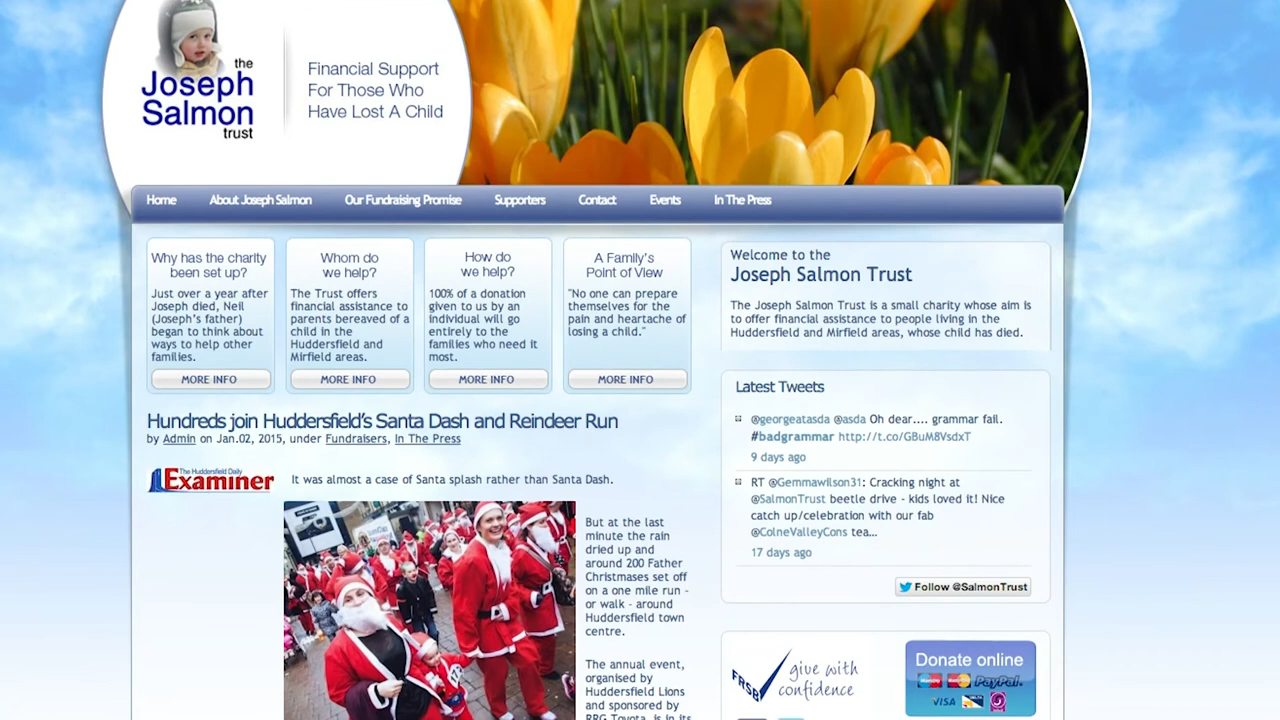 the
Joseph
Salmon
trust
Financial Support
For Those Who
Have Lost A Child
Home About Joseph Salmon Our Fundraising Promise Supporters Contact Events In The Press
Why has the charity
been set up?
Just over a year after
Joseph died, Neil
(Joseph's father)
began to think about
ways to help other
families.
MORE INFO
Whom do
we help?
The Trust offers
financial assistance to
parents bereaved of a
child in the
Huddersfield and
Mirfield areas.
MORE INFO
How do
we help?
100% of a donation
given to us by an
individual will go
entirely to the
families who need it
most.
MORE INFO
A Family's
Point of View
"No one can prepare
themselves for the
pain and heartache of
losing a child."
MORE INFO
Hundreds join Huddersfield's Santa Dash and Reindeer Run
by Admin on Jan.02, 2015, under Fundraisers, In The Press
The Huddersfield Daily
Examiner
It was almost a case of Santa splash rather than Santa Dash.
But at the last
minute the rain
dried up and
around 200 Father
Christmases set off
on a one mile run -
or walk - around
Huddersfield town
centre.
The annual event,
organised by
Huddersfield Lions
and sponsored by
RRG Toyota, is in its
Welcome to the
Joseph Salmon Trust
The Joseph Salmon Trust is a small charity whose aim is
to offer financial assistance to people living in the
Huddersfield and Mirfield areas, whose child has died.
Latest Tweets
@georgeatasda @asda Oh dear.... grammar fail.
#badgrammar http://t.co/GBuM8VsdxT
9 days ago
RT @Gemmawilson31: Cracking night at
@SalmonTrust beetle drive - kids loved it! Nice
catch up/celebration with our fab
@ColneValleyCons tea...
17 days ago
Follow @SalmonTrust
FRSB
give with
confidence
Donate online
PayPal
VISA